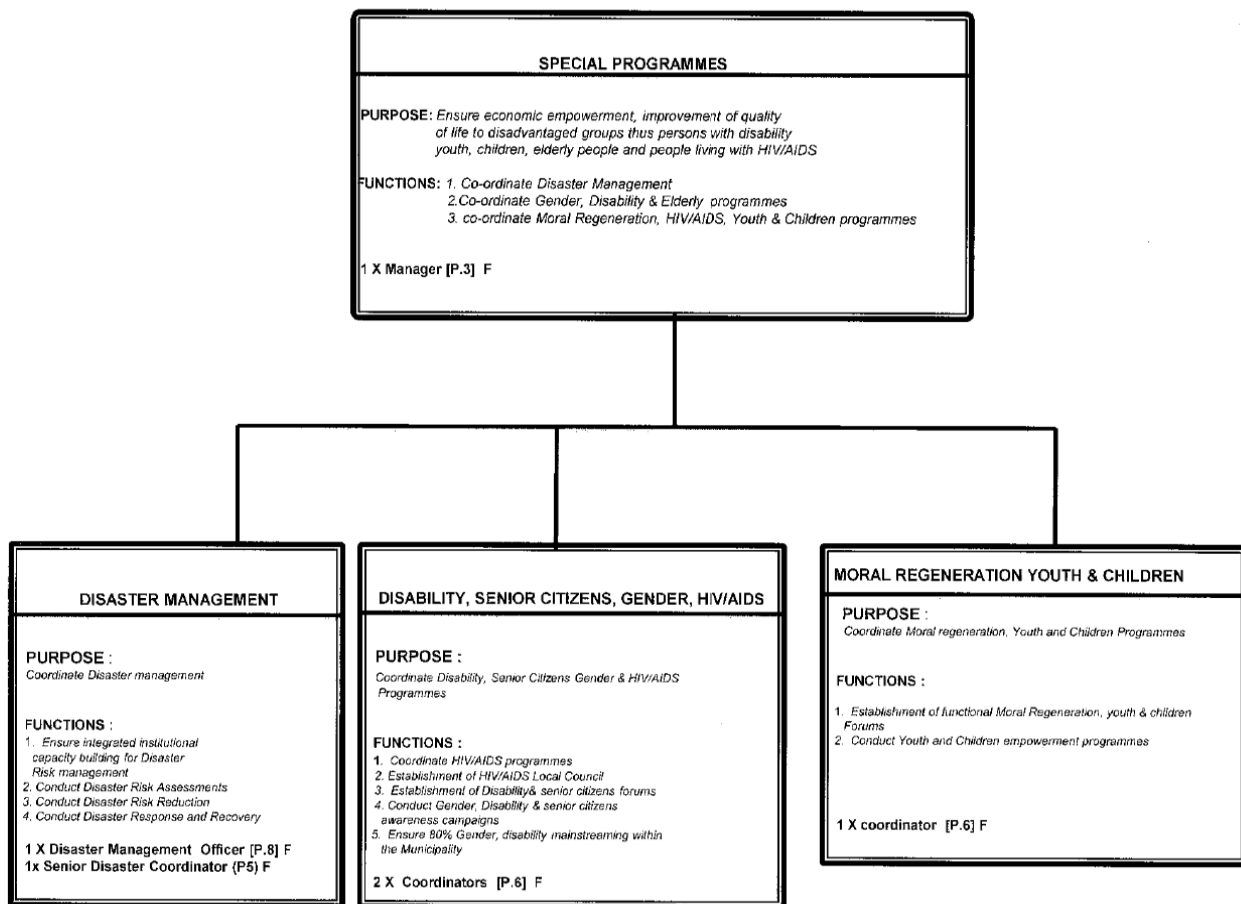 SPECIAL PROGRAMMES
PURPOSE: Ensure economic empowerment, improvement of quality
of life to disadvantaged groups thus persons with disability
youth, children, elderly people and people living with HIV/AIDS
FUNCTIONS: 1. Co-ordinate Disaster Management
2.Co-ordinate Gender, Disability & Elderly programmes
3. co-ordinate Moral Regeneration, HIV/AIDS, Youth & Children programmes
1 X Manager [P.3] F
DISASTER MANAGEMENT
PURPOSE :
Coordinate Disaster management
FUNCTIONS :
1. Ensure integrated institutional
capacity building for Disaster
Risk management
2. Conduct Disaster Risk Assessments
3. Conduct Disaster Risk Reduction
4. Conduct Disaster Response and Recovery
1 X Disaster Management Officer [P.8] F
1x Senior Disaster Coordinator (P5) F
DISABILITY, SENIOR CITIZENS, GENDER, HIV/AIDS
PURPOSE :
Coordinate Disability, Senior Citizens Gender & HIV/AIDS
Programmes
FUNCTIONS :
1. Coordinate HIV/AIDS programmes
2. Establishment of HIV/AIDS Local Council
3. Establishment of Disability& senior citizens forums
4. Conduct Gender, Disability & senior citizens
awareness campaigns
5. Ensure 80% Gender, disability mainstreaming within
the Municipality
2 X Coordinators [P.6] F
MORAL REGENERATION YOUTH & CHILDREN
PURPOSE :
Coordinate Moral regeneration, Youth and Children Programmes
FUNCTIONS :
1. Establishment of functional Moral Regeneration, youth & children
Forums
2. Conduct Youth and Children empowerment programmes
1 X coordinator [P.6] F